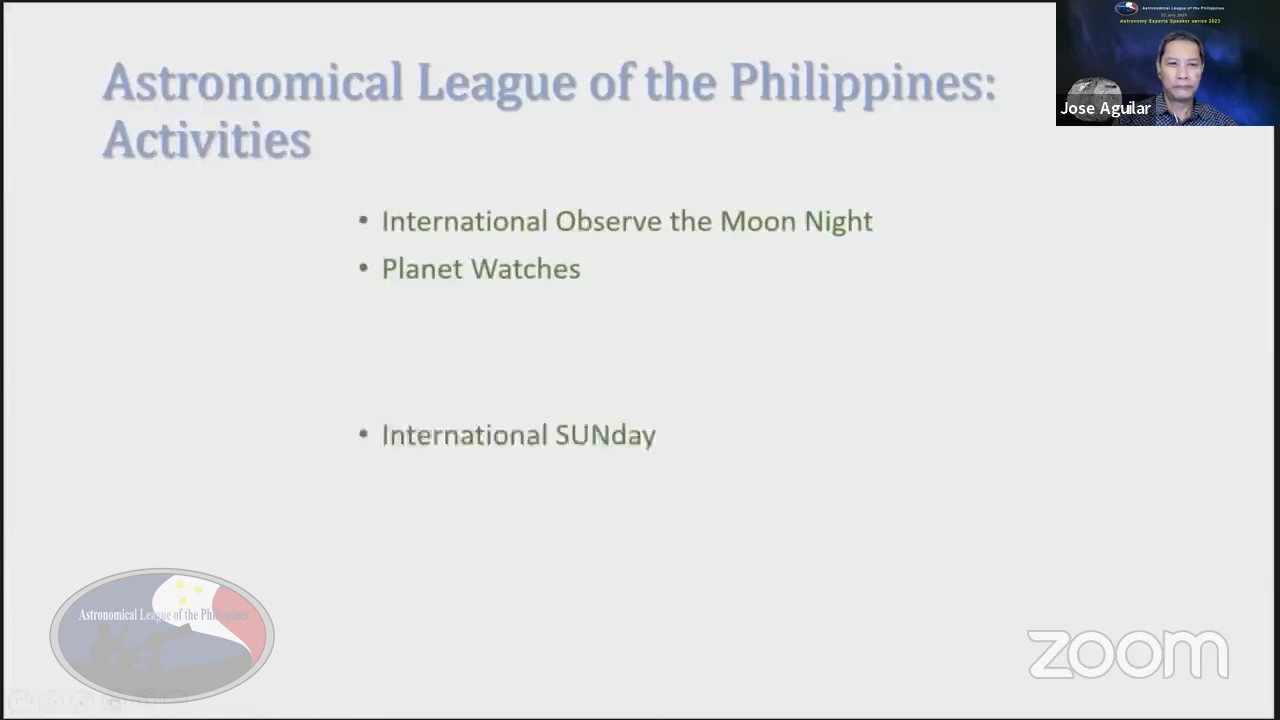 Astronomical League of the Philippines
Astronomy Experts Speaker series 2023
Jose Aguilar
Astronomical League of the Philippines:
Activities
• International Observe the Moon Night
• Planet Watches
• International SUNday
Astronomical League of the Philippines
zoom